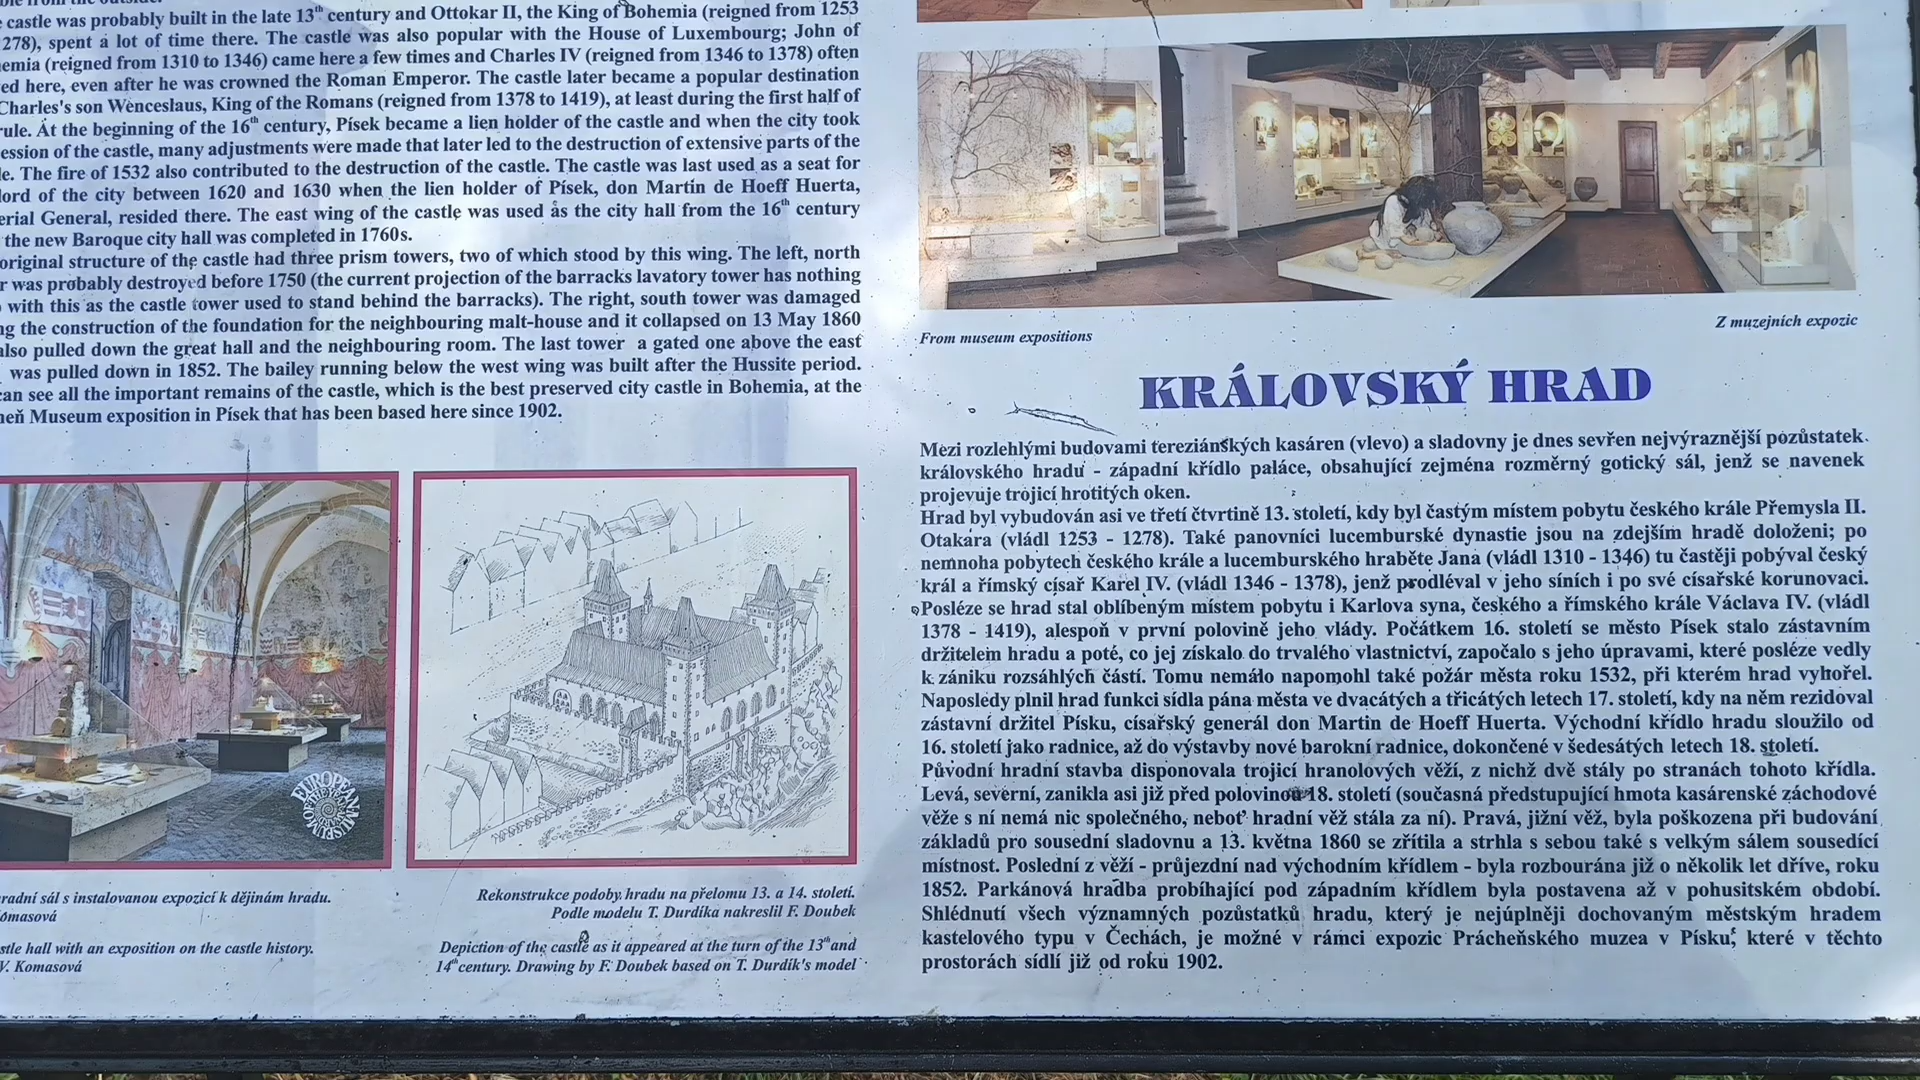 castle was probably built in the late 13th century and Ottokar II, the King of Bohemia (reigned from 1253
278), spent a lot of time there. The castle was also popular with the House of Luxembourg; John of
emia (reigned from 1310 to 1346) came here a few times and Charles IV (reigned from 1346 to 1378) often
ed here, even after he was crowned the Roman Emperor. The castle later became a popular destination
Charles's son Wenceslaus, King of the Romans (reigned from 1378 to 1419), at least during the first half of
rule. At the beginning of the 16th century, Písek became a lien holder of the castle and when the city took
ession of the castle, many adjustments were made that later led to the destruction of extensive parts of the
e. The fire of 1532 also contributed to the destruction of the castle. The castle was last used as a seat for
lord of the city between 1620 and 1630 when the lien holder of Písek, don Martin de Hoeff Huerta,
erial General, resided there. The east wing of the castle was used as the city hall from the 16th century
the new Baroque city hall was completed in 1760s.
original structure of the castle had three prism towers, two of which stood by this wing. The left, north
r was probably destroyed before 1750 (the current projection of the barracks lavatory tower has nothing
with this as the castle tower used to stand behind the barracks). The right, south tower was damaged
ng the construction of the foundation for the neighbouring malt-house and it collapsed on 13 May 1860
also pulled down the great hall and the neighbouring room. The last tower a gated one above the east
was pulled down in 1852. The bailey running below the west wing was built after the Hussite period.
can see all the important remains of the castle, which is the best preserved city castle in Bohemia, at the
heň Museum exposition in Písek that has been based here since 1902.
EUROPEAN MUSEUM OF THE YEAR
radní sál s instalovanou expozicí k dějinám hradu.
omasová
stle hall with an exposition on the castle history.
V. Komasová
Rekonstrukce podoby hradu na přelomu 13. a 14. století.
Podle modelu T. Durdíka nakreslil F. Doubek
Depiction of the castle as it appeared at the turn of the 13th and
14th century. Drawing by F. Doubek based on T. Durdík's model
From museum expositions
Z muzejních expozic
KRÁLOVSKÝ HRAD
Mezi rozlehlými budovami tereziánských kasáren (vlevo) a sladovny je dnes sevřen nejvýraznější pozůstatek
královského hradu - západní křídlo paláce, obsahující zejména rozměrný gotický sál, jenž se navenek
projevuje trojicí hrotitých oken.
Hrad byl vybudován asi ve třetí čtvrtině 13. století, kdy byl častým místem pobytu českého krále Přemysla II.
Otakara (vládl 1253 - 1278). Také panovníci lucemburské dynastie jsou na zdejším hradě doloženi; po
nemnoha pobytech českého krále a lucemburského hraběte Jana (vládl 1310 - 1346) tu častěji pobýval český
král a římský císař Karel IV. (vládl 1346 - 1378), jenž prodléval v jeho síních i po své císařské korunovaci.
Posléze se hrad stal oblíbeným místem pobytu i Karlova syna, českého a římského krále Václava IV. (vládl
1378 - 1419), alespoň v první polovině jeho vlády. Počátkem 16. století se město Písek stalo zástavním
držitelem hradu a poté, co jej získalo do trvalého vlastnictví, započalo s jeho úpravami, které posléze vedly
k zániku rozsáhlých částí. Tomu nemálo napomohl také požár města roku 1532, při kterém hrad vyhořel.
Naposledy plnil hrad funkci sídla pána města ve dvacátých a třicátých letech 17. století, kdy na něm rezidoval
zástavní držitel Písku, císařský generál don Martin de Hoeff Huerta. Východní křídlo hradu sloužilo od
16. století jako radnice, až do výstavby nové barokní radnice, dokončené v šedesátých letech 18. století.
Původní hradní stavba disponovala trojicí hranolových věží, z nichž dvě stály po stranách tohoto křídla.
Levá, severní, zanikla asi již před polovinou 18. století (současná předstupující hmota kasárenské záchodové
věže s ní nemá nic společného, neboť hradní věž stála za ní). Pravá, jižní věž, byla poškozena při budování
základů pro sousední sladovnu a 13. května 1860 se zřítila a strhla s sebou také s velkým sálem sousedící
místnost. Poslední z věží - průjezdní nad východním křídlem - byla rozbourána již o několik let dříve, roku
1852. Parkánová hradba probíhající pod západním křídlem byla postavena až v pohusitském období.
Shlédnutí všech významných pozůstatků hradu, který je nejúplněji dochovaným městským hradem
kastelového typu v Čechách, je možné v rámci expozic Prácheňského muzea v Písku, které v těchto
prostorách sídlí již od roku 1902.